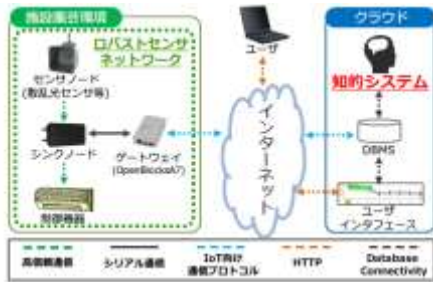 施設園芸環境
ロバストセンサ
ネットワーク
センサノード
(散乱光センサ等)
シンクノード
ゲートウェイ
(OpenBlocksA7)
制御機器
ユーザ
インターネット
クラウド
知的システム
DBMS
ユーザ
インタフェース
高信頼通信
シリアル通信
IoT向け
通信プロトコル
HTTP
Database
Connectivity